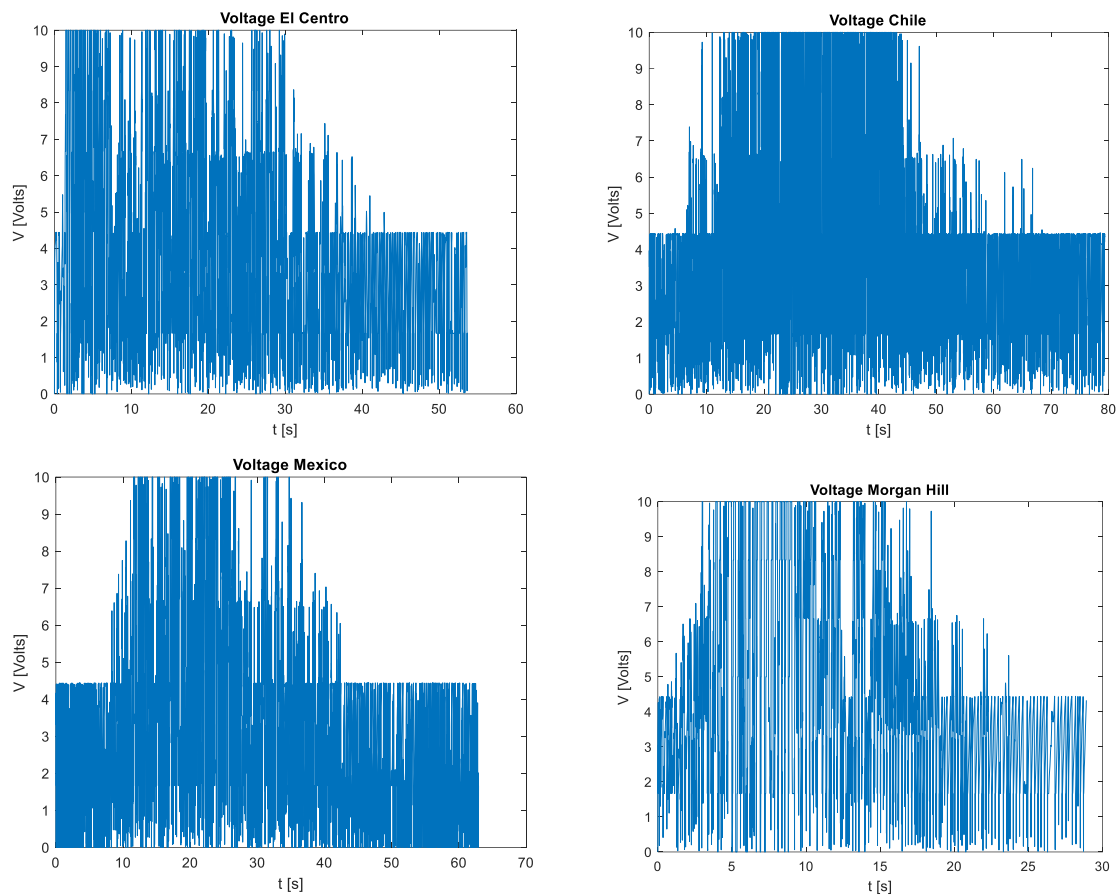 Voltage El Centro
10
9
8
7
6
5
4
3
2
1
0
V [Volts]
0 10 20 30 40 50 60
t [s]
Voltage Chile
10
9
8
7
6
5
4
3
2
1
0
V [Volts]
0 10 20 30 40 50 60 70 80
t [s]
Voltage Mexico
10
9
8
7
6
5
4
3
2
1
0
V [Volts]
0 10 20 30 40 50 60 70
t [s]
Voltage Morgan Hill
10
9
8
7
6
5
4
3
2
1
0
V [Volts]
0 5 10 15 20 25 30
t [s]